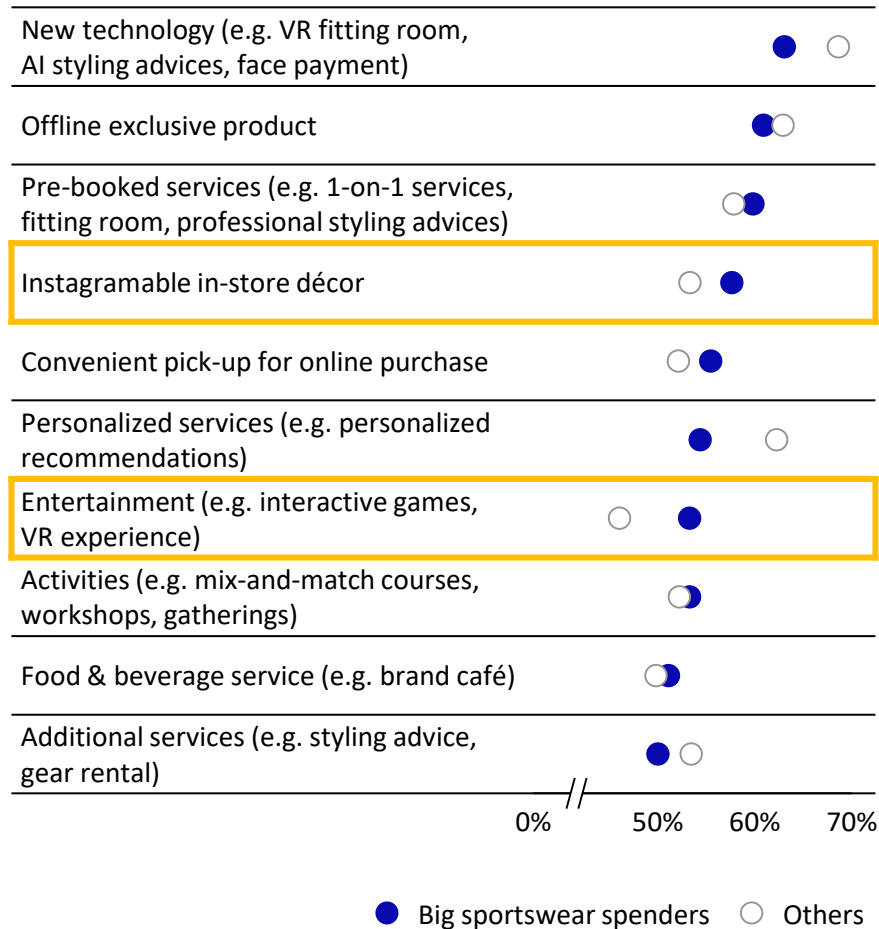 New technology (e.g. VR fitting room,
AI styling advices, face payment)
Offline exclusive product
Pre-booked services (e.g. 1-on-1 services,
fitting room, professional styling advices)
Instagramable in-store décor
Convenient pick-up for online purchase
Personalized services (e.g. personalized
recommendations)
Entertainment (e.g. interactive games,
VR experience)
Activities (e.g. mix-and-match courses,
workshops, gatherings)
Food & beverage service (e.g. brand café)
Additional services (e.g. styling advice,
gear rental)
0% 50% 60% 70%
Big sportswear spenders Others